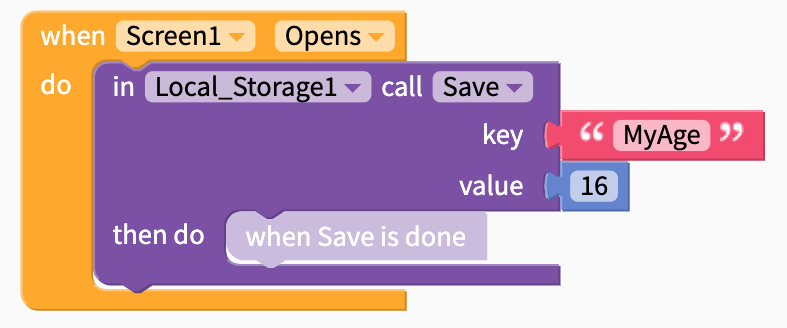 when Screen1 Opens
do in Local_Storage1 call Save
key “ MyAge ”
value 16
then do when Save is done